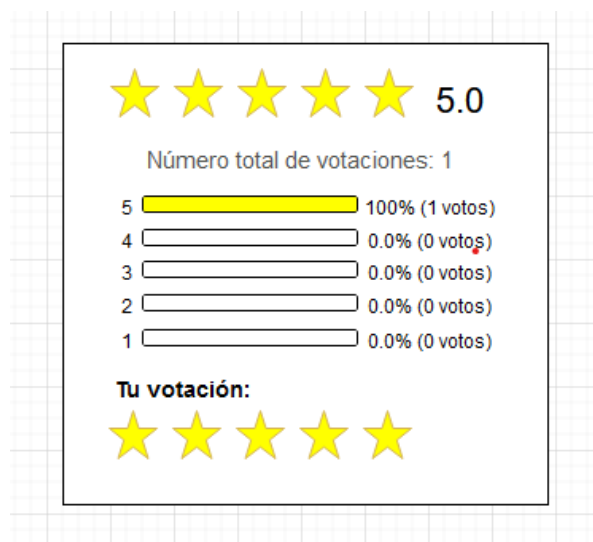 5.0
Número total de votaciones: 1
5 100% (1 votos)
4 0.0% (0 votos)
3 0.0% (0 votos)
2 0.0% (0 votos)
1 0.0% (0 votos)
Tu votación: